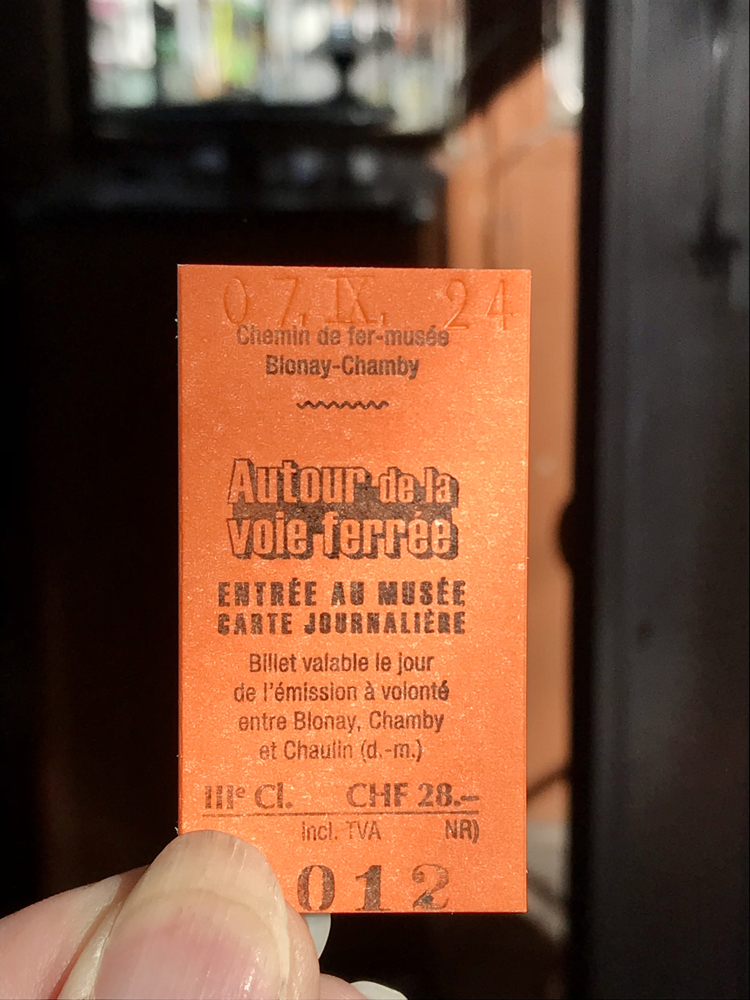 07. IX. 24
Chemin de fer-musée
Blonay-Chamby
Autour de la
voie ferrée
ENTRÉE AU MUSÉE
CARTE JOURNALIÈRE
Billet valable le jour
de l'émission à volonté
entre Blonay, Chamby
et Chaulin (d.-m.)
IIIe Cl. CHF 28.–
incl. TVA NR)
012